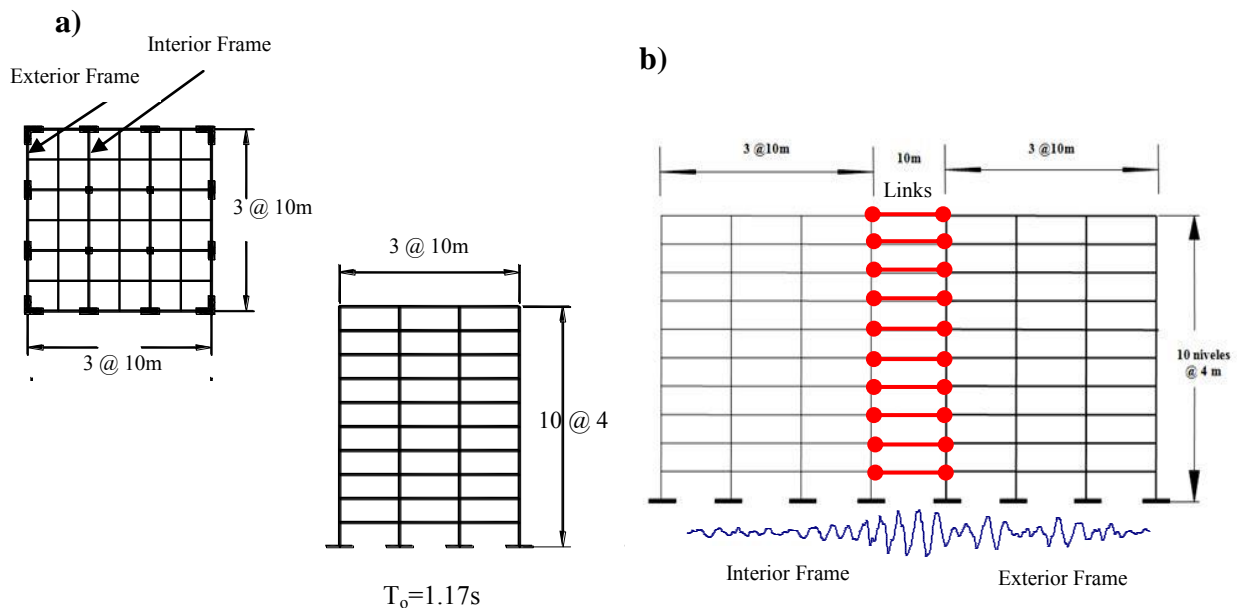 a)
Interior Frame
Exterior Frame
3 @ 10m
3 @ 10m
3 @ 10m
10 @ 4
Tₒ=1.17s
b)
3 @10m
10m
3 @10m
Links
10 niveles
@ 4 m
Interior Frame
Exterior Frame